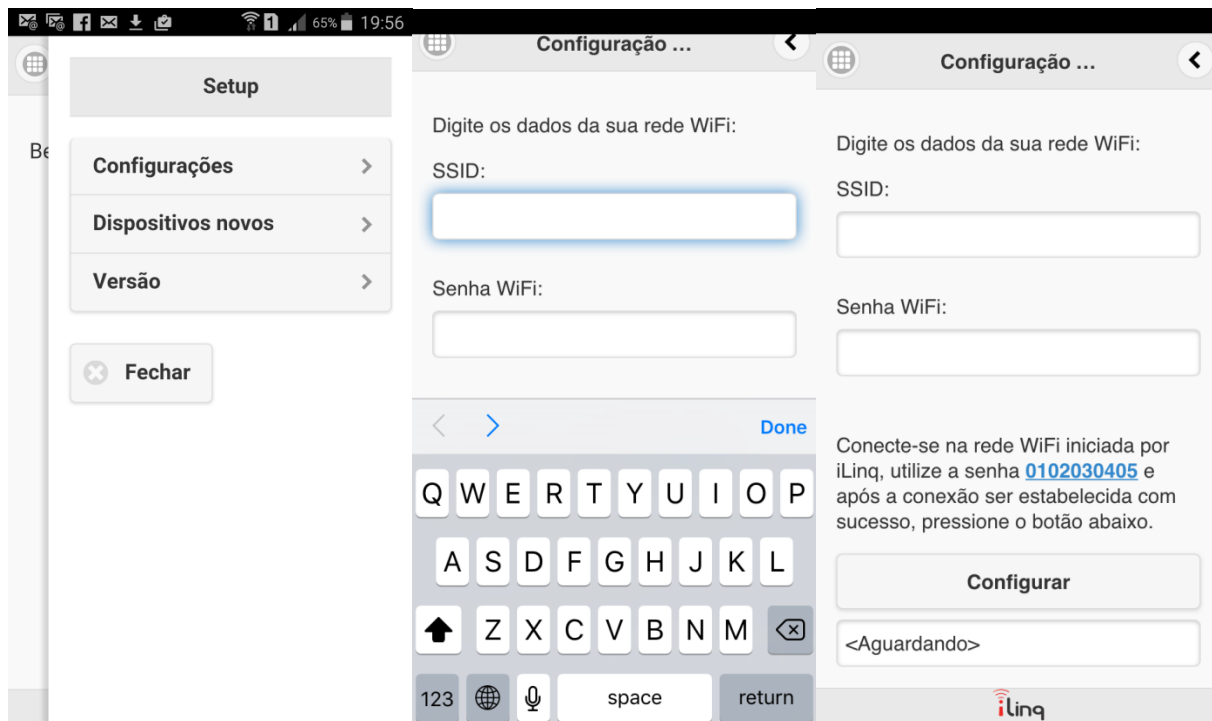 65% 19:56
Setup
Be
Configurações
Dispositivos novos
Versão
Fechar
Configuração ...
Digite os dados da sua rede WiFi:
SSID:
Senha WiFi:
Done
Q W E R T Y U I O P
A S D F G H J K L
Z X C V B N M
123 space return
Configuração ...
Digite os dados da sua rede WiFi:
SSID:
Senha WiFi:
Conecte-se na rede WiFi iniciada por
iLinq, utilize a senha 0102030405 e
após a conexão ser estabelecida com
sucesso, pressione o botão abaixo.
Configurar
<Aguardando>
iLinq